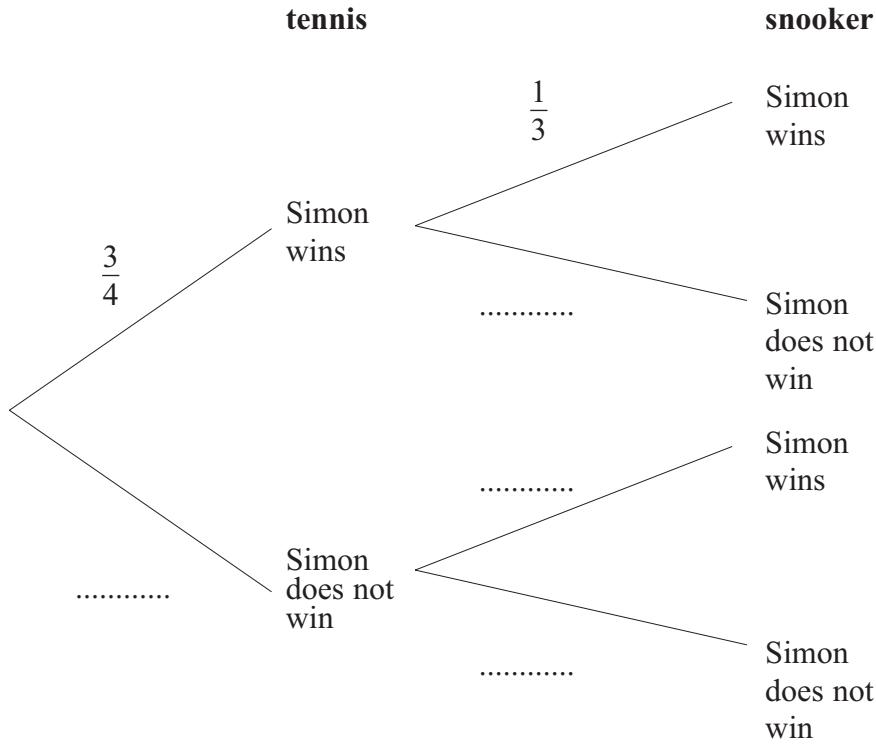 tennis
snooker
1
3
Simon
wins
Simon
wins
3
4
Simon
does not
win
............
Simon
wins
............
Simon
does not
win
............
............
Simon
does not
win